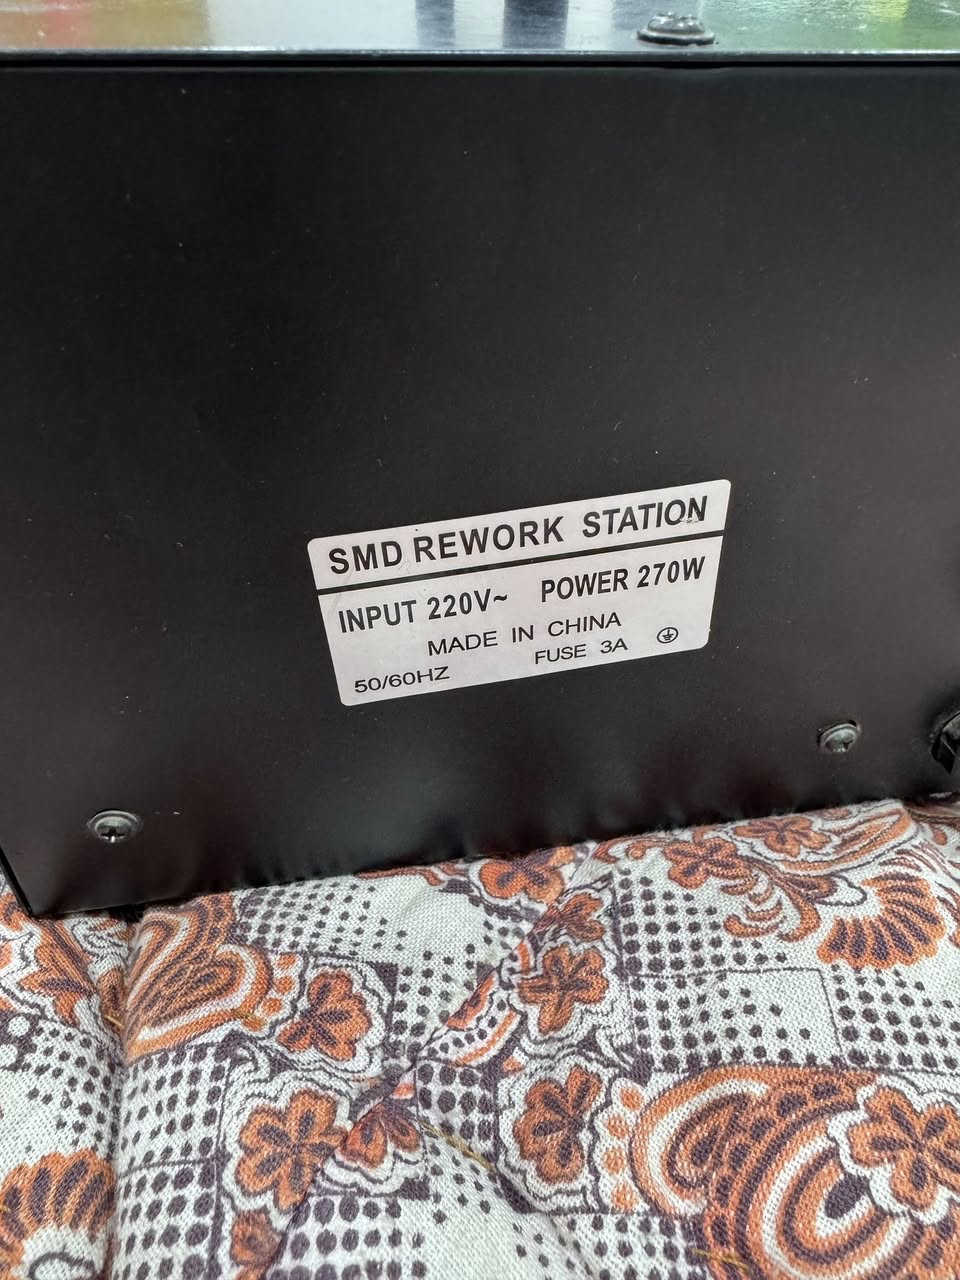 SMD REWORK STATION
INPUT 220V~ POWER 270W
MADE IN CHINA
50/60HZ FUSE 3A